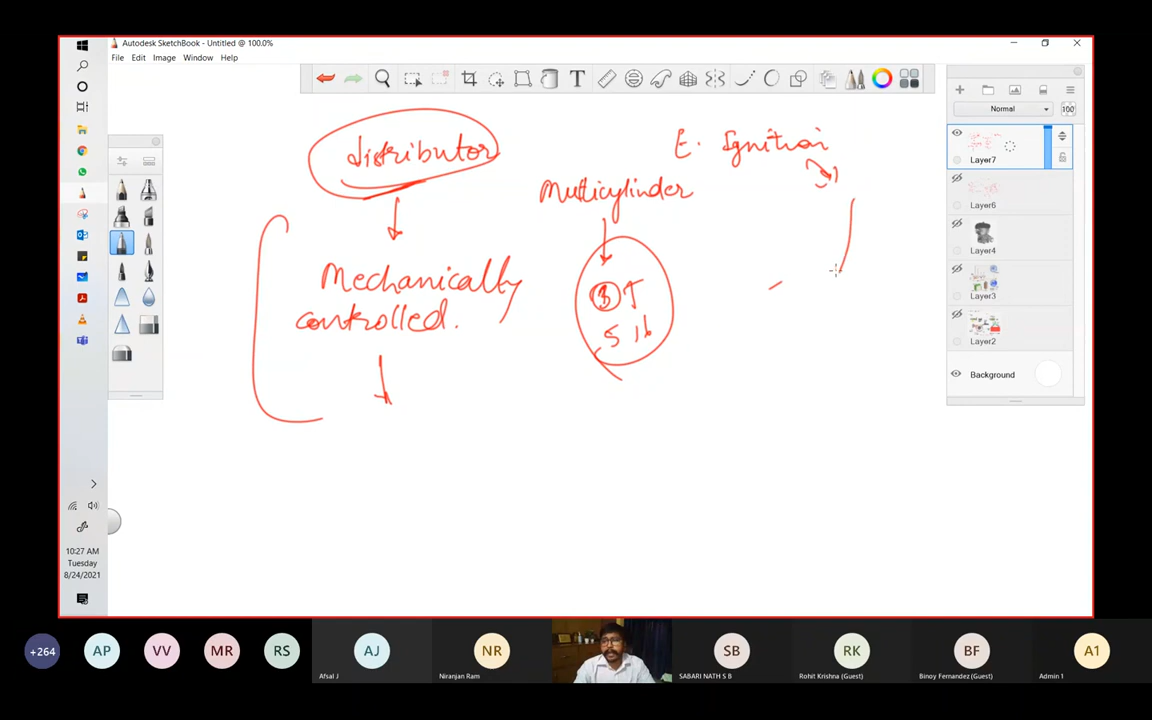 Autodesk SketchBook - Untitled @ 100.0%
File Edit Image Window Help
Normal
100
distributor
E. Ignition
Multicylinder
Mechanically
controlled.
3
5
Layer7
Layer6
Layer4
Layer3
Layer2
Background
10:27 AM
Tuesday
8/24/2021
+264
AP
VV
MR
RS
AJ
NR
SB
RK
BF
A1
Afsal J
Niranjan Ram
SABARI NATH S B
Rohit Krishna (Guest)
Binoy Fernandez (Guest)
Admin 1